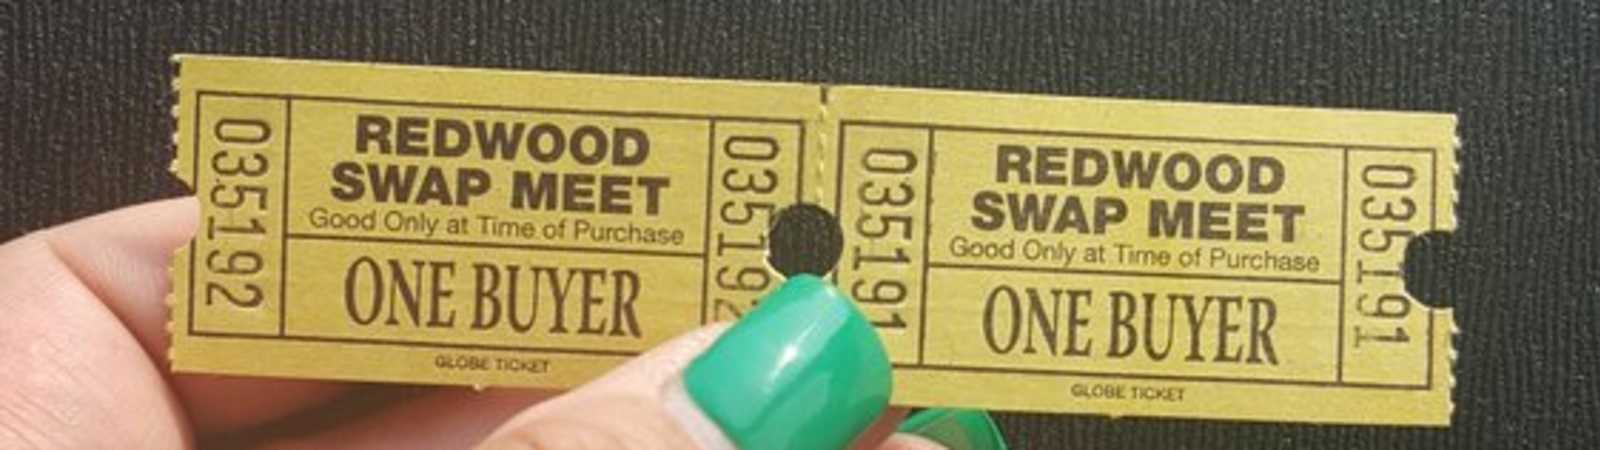 035192
REDWOOD
SWAP MEET
Good Only at Time of Purchase
ONE BUYER
035192
GLOBE TICKET
035191
REDWOOD
SWAP MEET
Good Only at Time of Purchase
ONE BUYER
035191
GLOBE TICKET